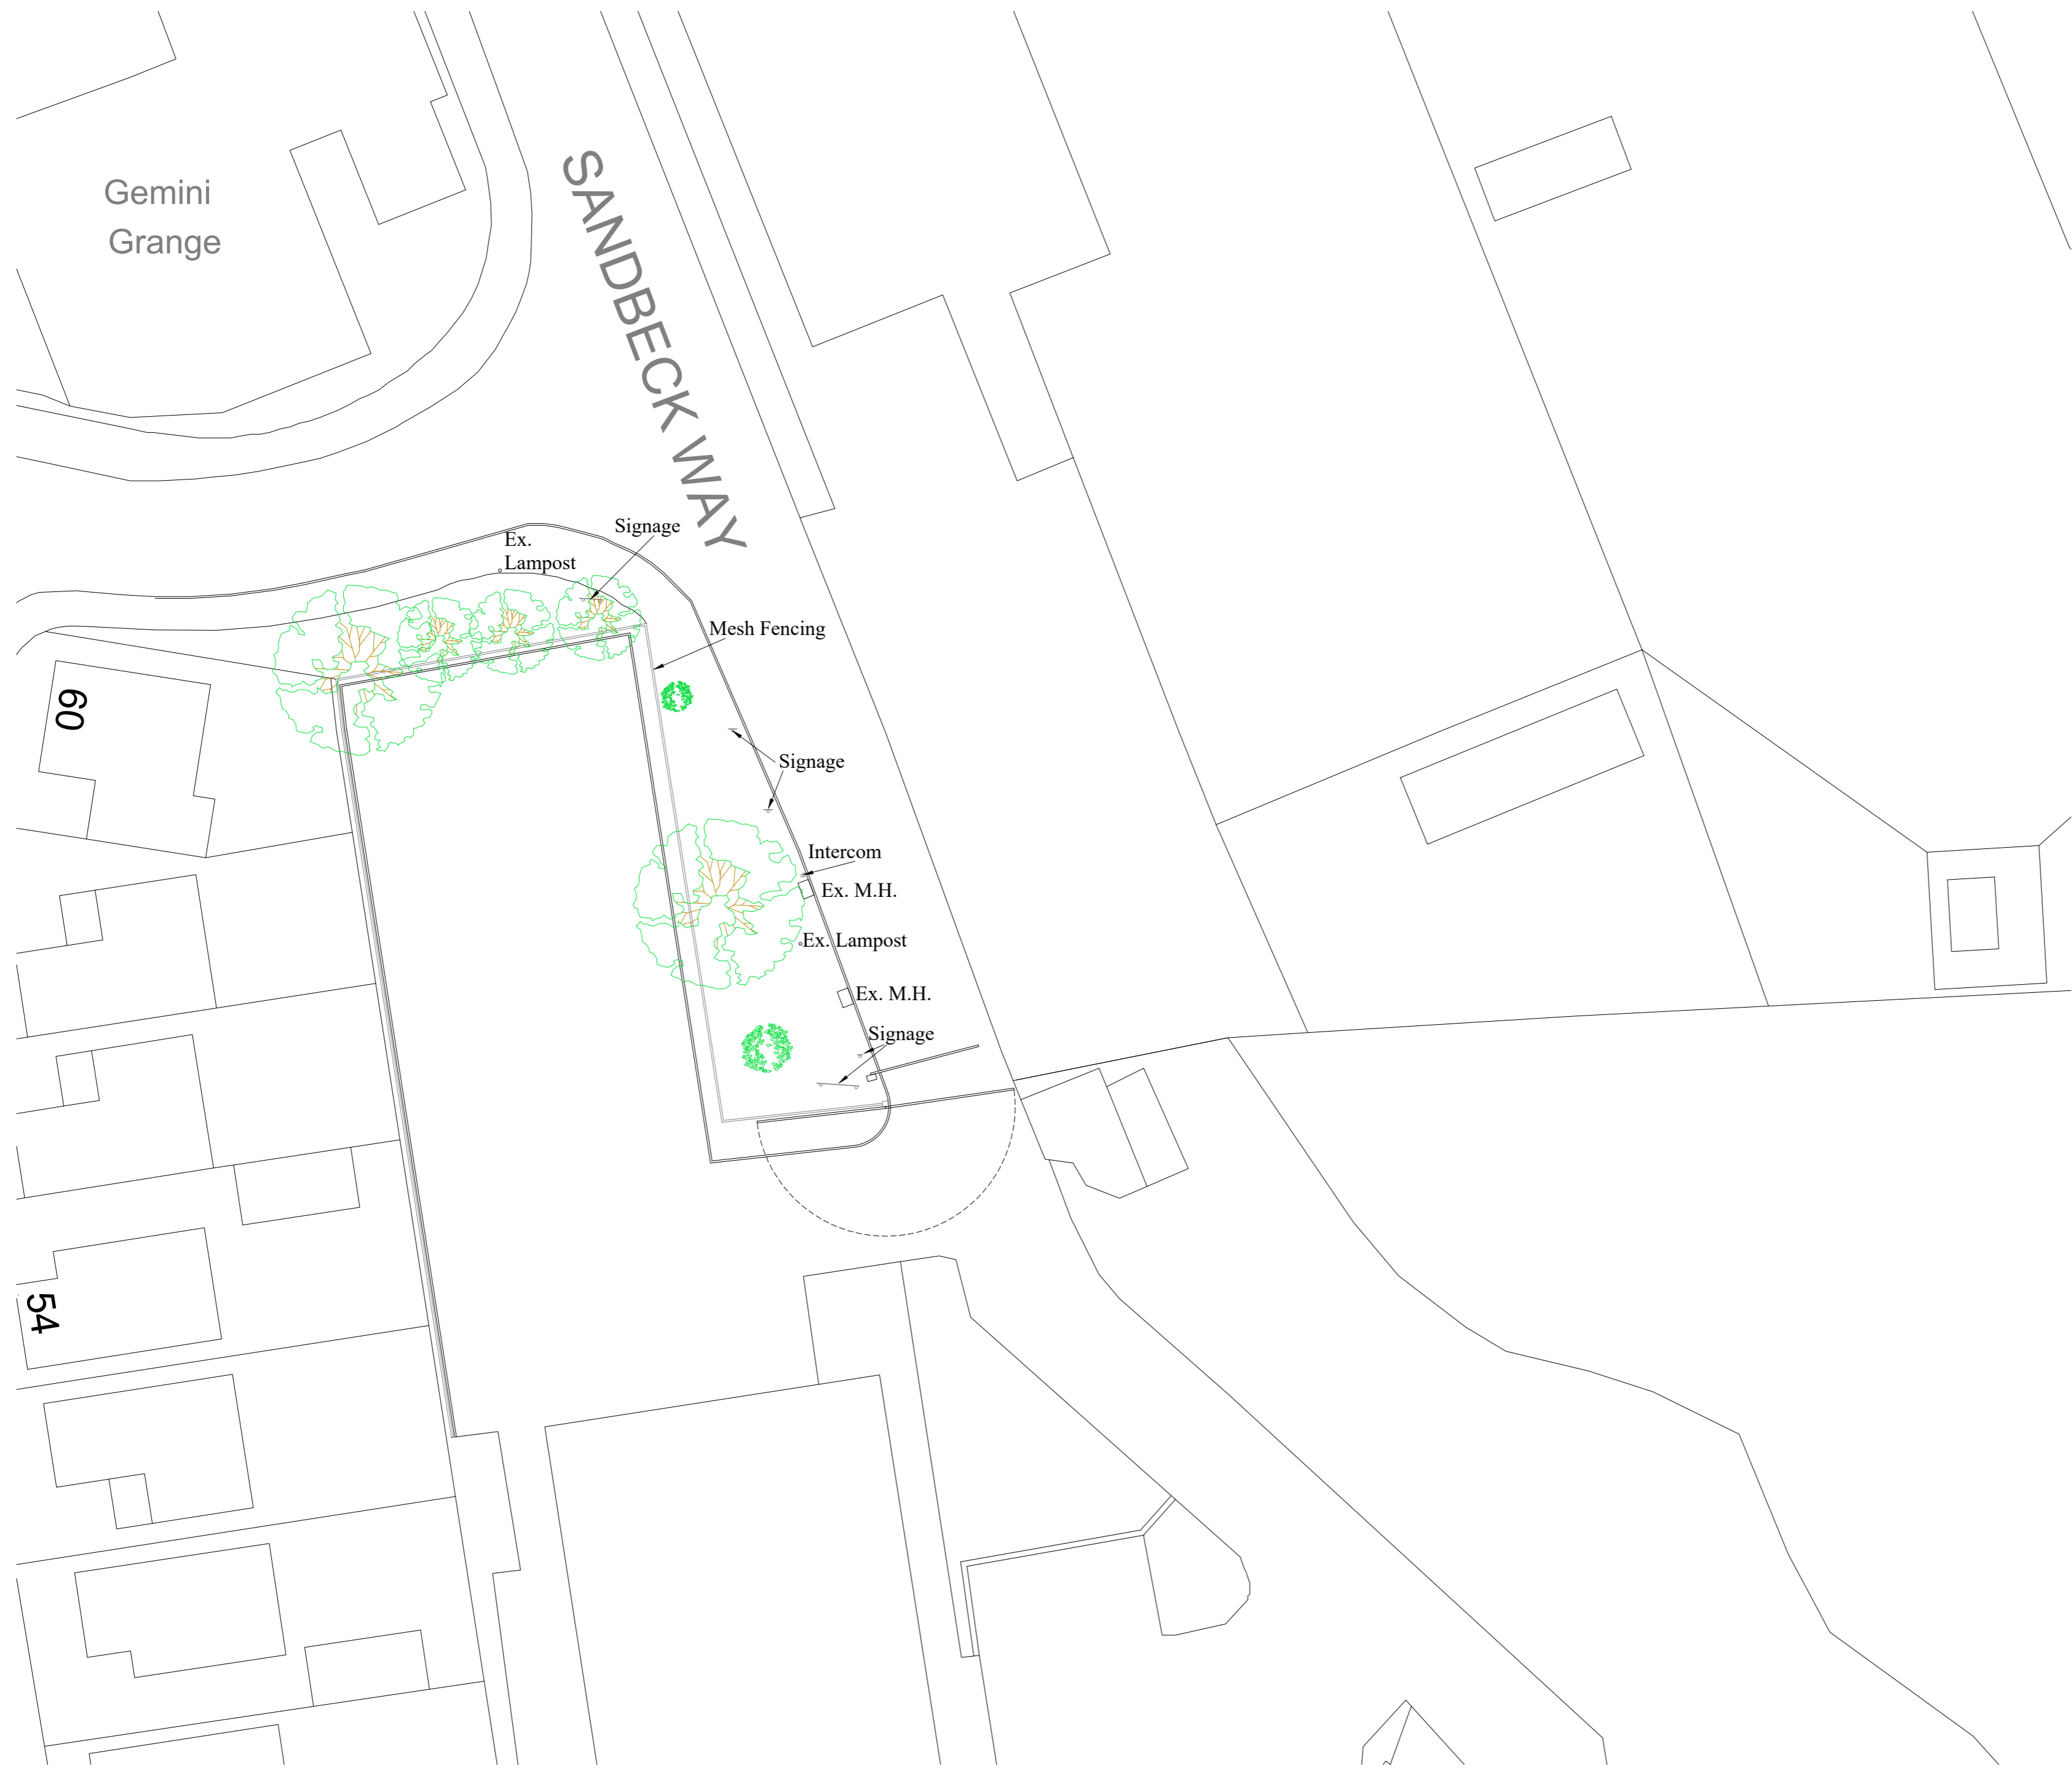 Gemini
Grange
SANDBECK WAY
Signage
Ex.
Lampost
Mesh Fencing
60
Signage
Intercom
Ex. M.H.
Ex. Lampost
Ex. M.H.
Signage
54